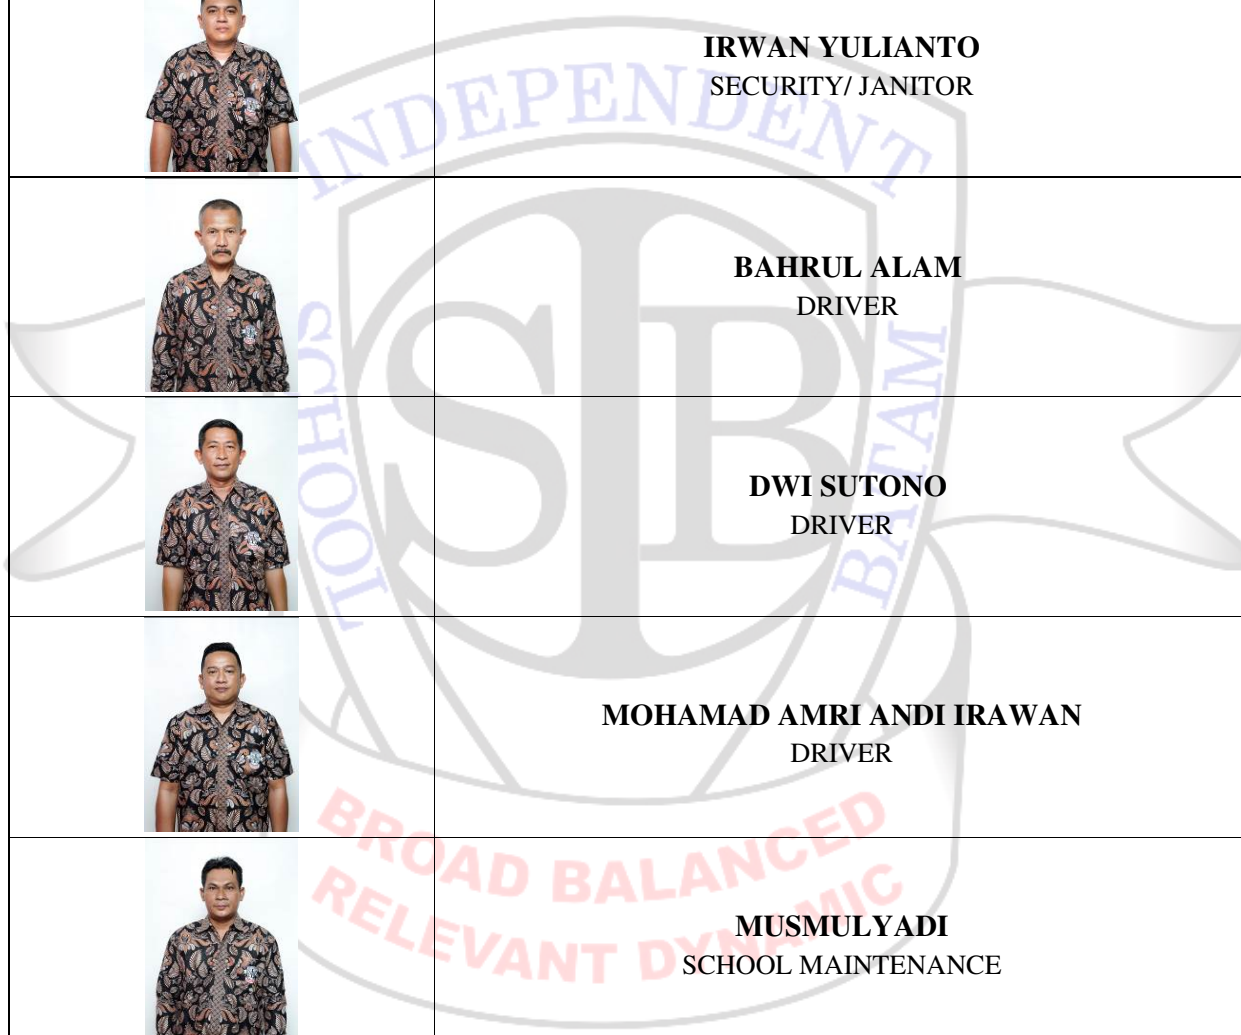 IRWAN YULIANTO
SECURITY/ JANITOR
INDEPENDENT
BAHRUL ALAM
DRIVER
SCHOOL
SIB
BATAM
DWI SUTONO
DRIVER
MOHAMAD AMRI ANDI IRAWAN
DRIVER
BROAD BALANCED
RELEVANT DYNAMIC
MUSMULYADI
SCHOOL MAINTENANCE